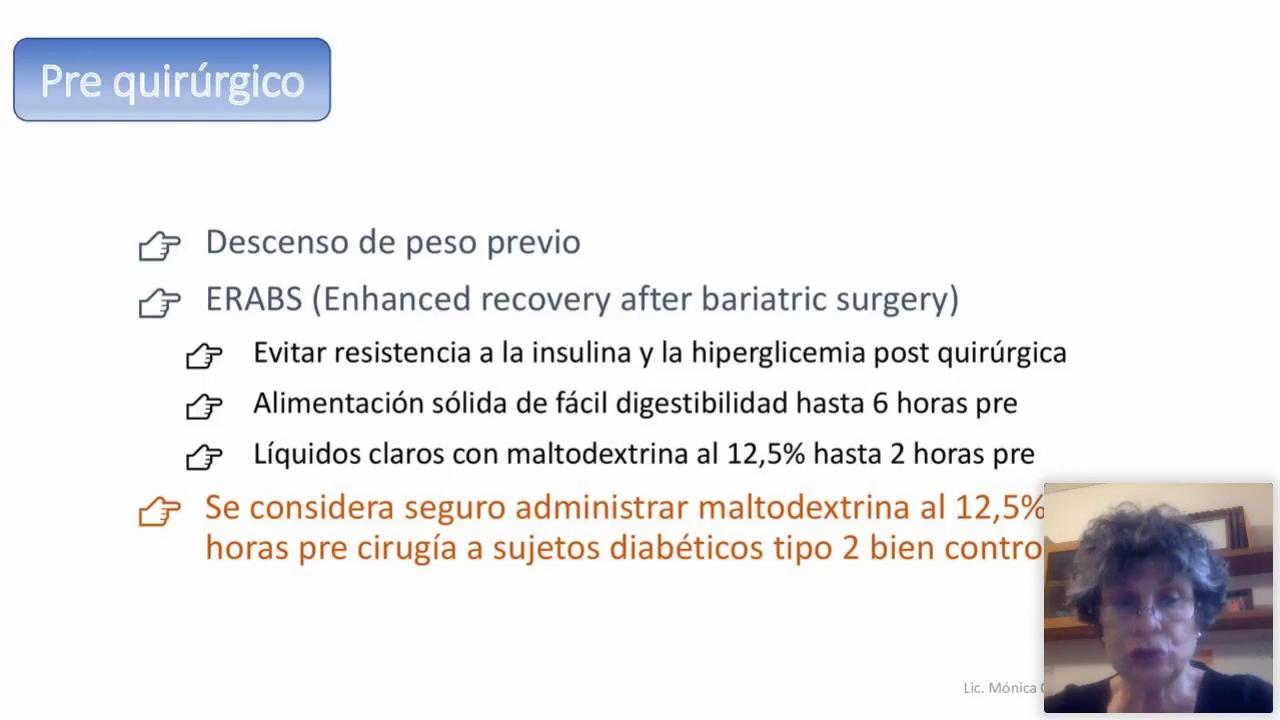 Pre quirúrgico
Descenso de peso previo
ERABS (Enhanced recovery after bariatric surgery)
Evitar resistencia a la insulina y la hiperglicemia post quirúrgica
Alimentación sólida de fácil digestibilidad hasta 6 horas pre
Líquidos claros con maltodextrina al 12,5% hasta 2 horas pre
Se considera seguro administrar maltodextrina al 12,5%
horas pre cirugía a sujetos diabéticos tipo 2 bien
Lic. Mónica